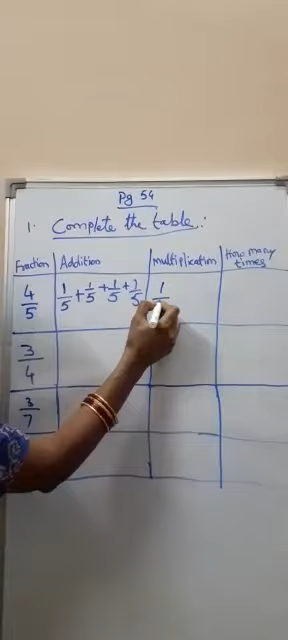 Pg 54
1. Complete the table.:
Fraction Addition Multiplication How many times
4/5 1/5 + 1/5 + 1/5 + 1/5 1
3/4
3/7